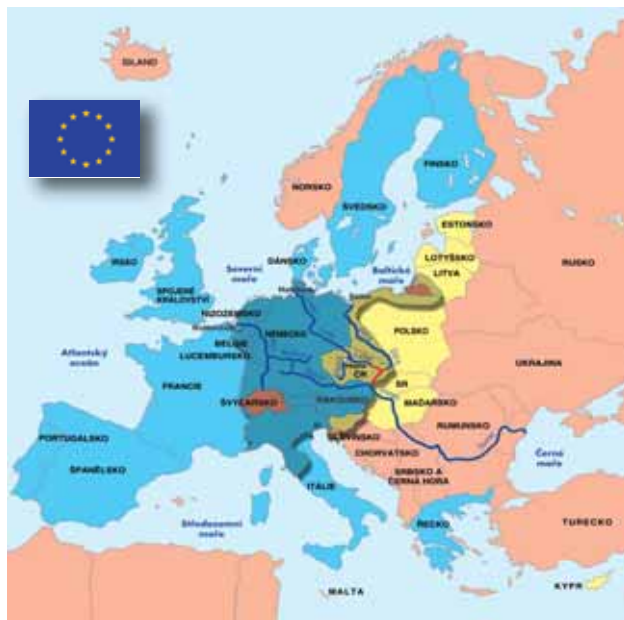 ISLAND
NORSKO
ŠVÉDSKO
FINSKO
ESTONSKO
LOTYŠSKO
LITVA
RUSKO
DÁNSKO
Severní
moře
Baltické
moře
IRSKO
SPOJENÉ
KRÁLOVSTVÍ
NIZOZEMSKO
NĚMECKO
POLSKO
BELGIE
LUCEMBURSKO
Atlantský
oceán
ČR
UKRAJINA
FRANCIE
SR
ŠVÝCARSKO
RAKOUSKO
MAĎARSKO
RUMUNSKO
SLOVINSKO
CHORVATSKO
Černé
moře
PORTUGALSKO
ŠPANĚLSKO
ITÁLIE
SRBSKO A
ČERNÁ HORA
Středozemní
moře
ŘECKO
TURECKO
MALTA
KYPR